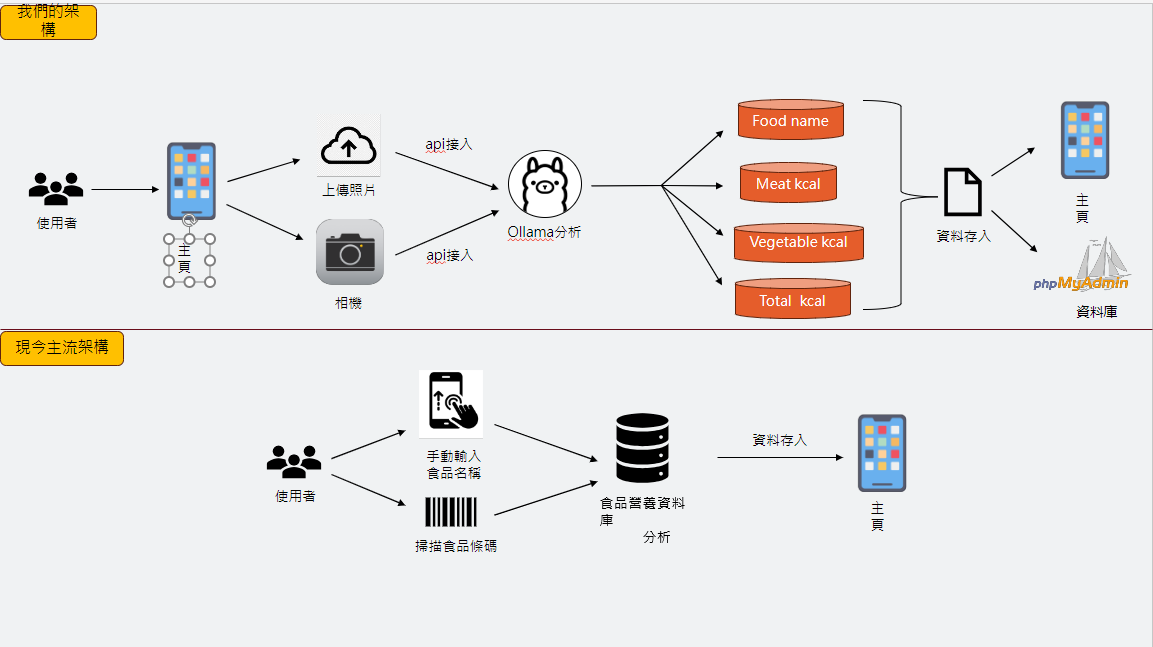 我們的架
構
使用者
主
頁
上傳照片
相機
api接入
api接入
Ollama分析
Food name
Meat kcal
Vegetable kcal
Total kcal
資料存入
主
頁
phpMyAdmin
資料庫
現今主流架構
使用者
手動輸入
食品名稱
掃描食品條碼
食品營養資料
庫
分析
資料存入
主
頁